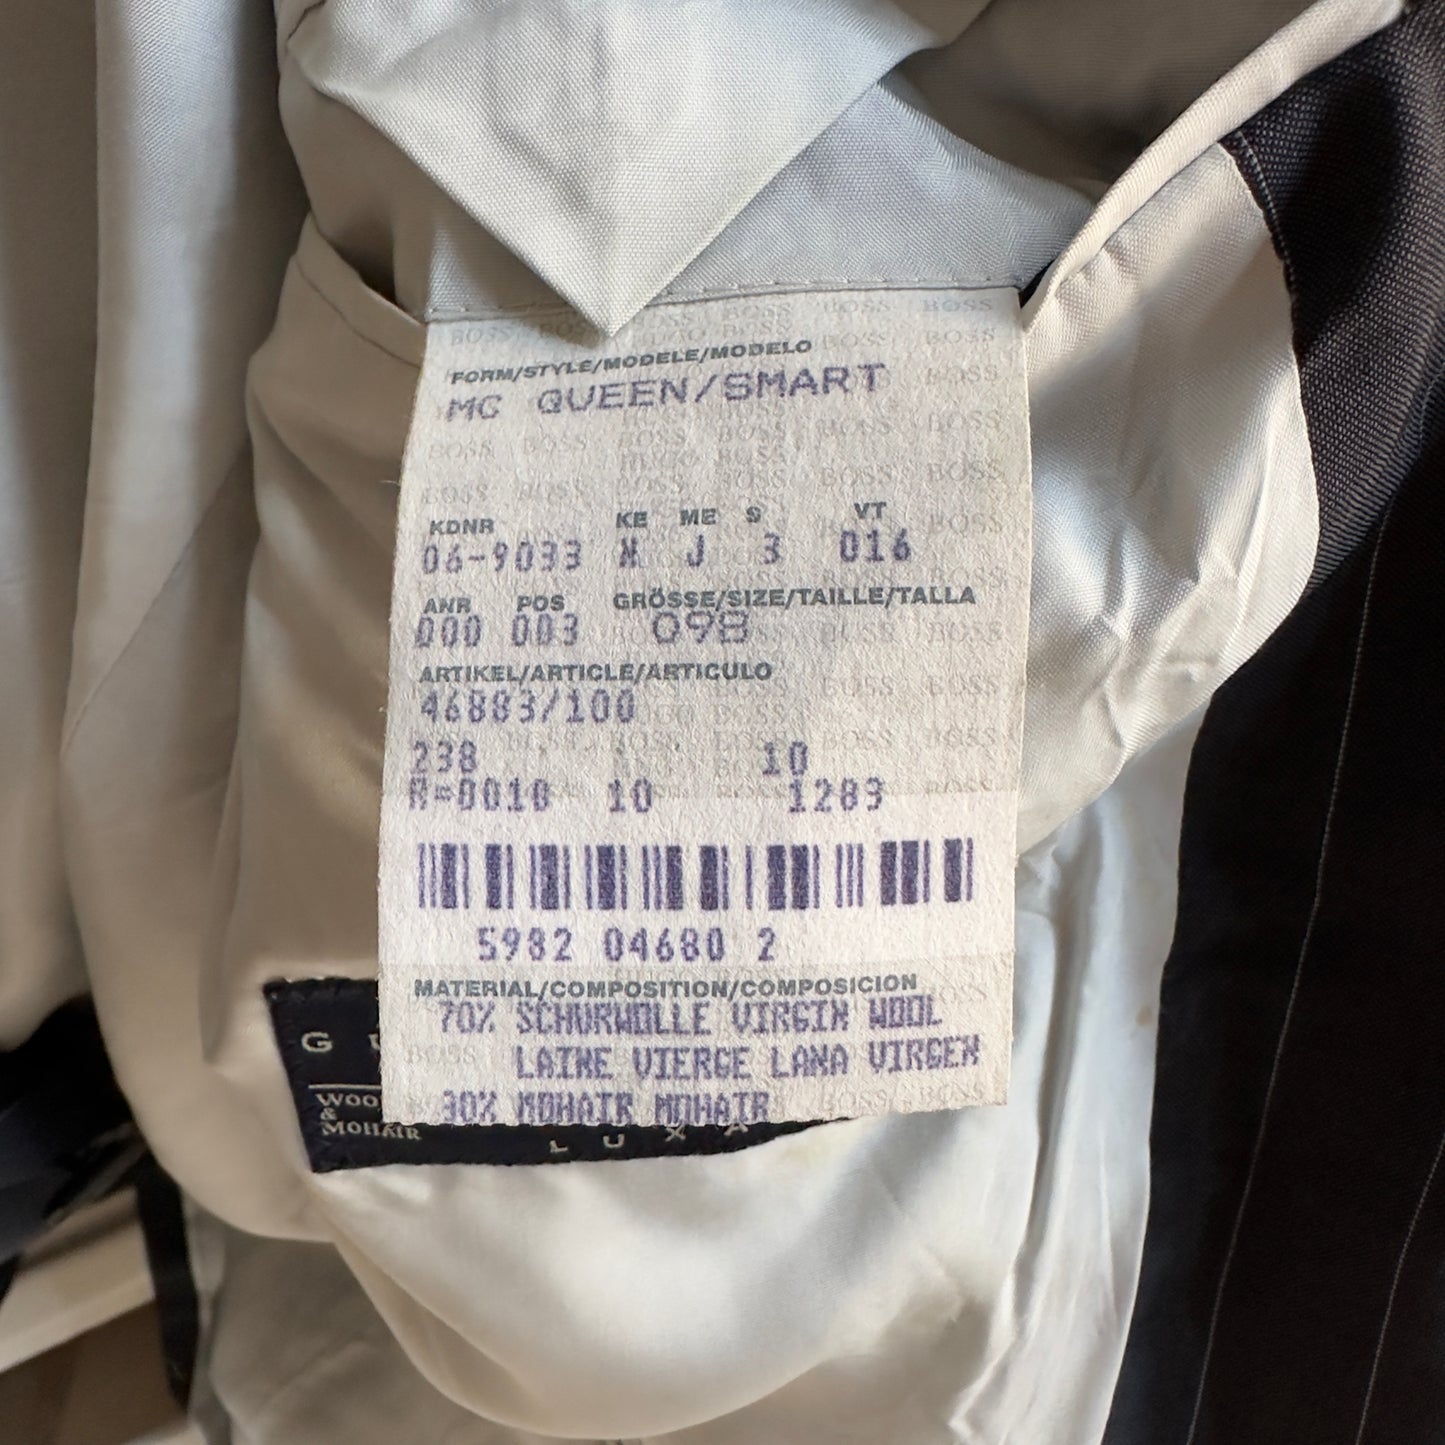 FORM/STYLE/MODELE/MODELO
MC QUEEN/SMART
KDNR KE ME S VT
06-9033 N J 3 016
ANR POS GRÖSSE/SIZE/TAILLE/TALLA
000 003 098
ARTIKEL/ARTICLE/ARTICULO
46883/100
238 10
R=0010 10 1289
5982 04680 2
MATERIAL/COMPOSITION/COMPOSICION
70% SCHURWOLLE VIRGIN WOOL
LAINE VIERGE LANA VIRGEN
30% MOHAIR MOHAIR
G
&
MOHAIR